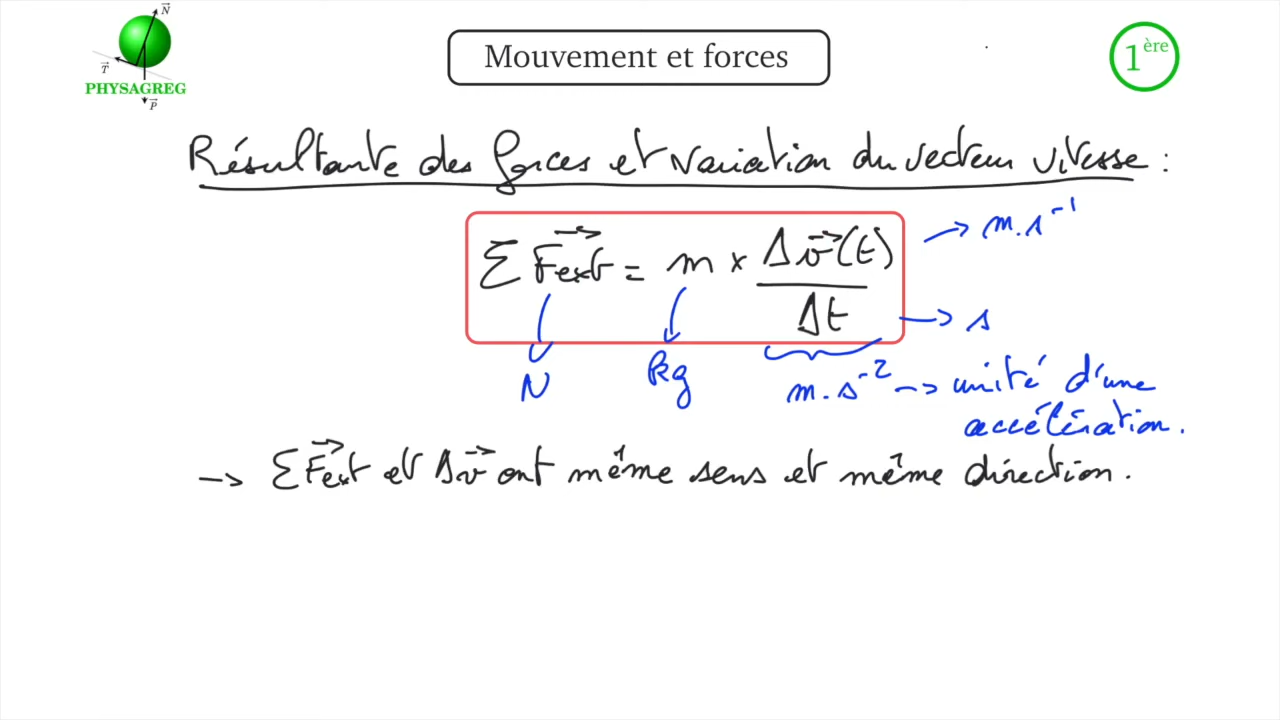 N⃗
T⃗
PHYSAGREG
P⃗
Mouvement et forces
1ère
Résultante des forces et variation du vecteur vitesse :
Σ F⃗ext = m × Δv⃗(t) / Δt
→ m.s⁻¹
→ s
N
kg
m.s⁻² → unité d'une
accélération.
→ ΣF⃗ext et Δv⃗ ont même sens et même direction.